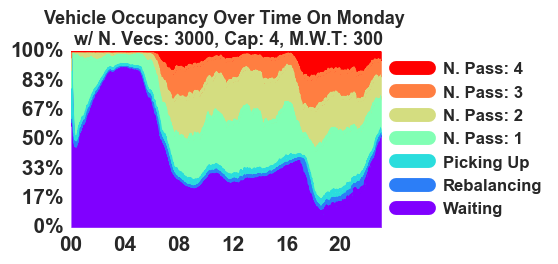 Vehicle Occupancy Over Time On Monday
w/ N. Vecs: 3000, Cap: 4, M.W.T: 300
100%
83%
67%
50%
33%
17%
0%
00 04 08 12 16 20
N. Pass: 4
N. Pass: 3
N. Pass: 2
N. Pass: 1
Picking Up
Rebalancing
Waiting